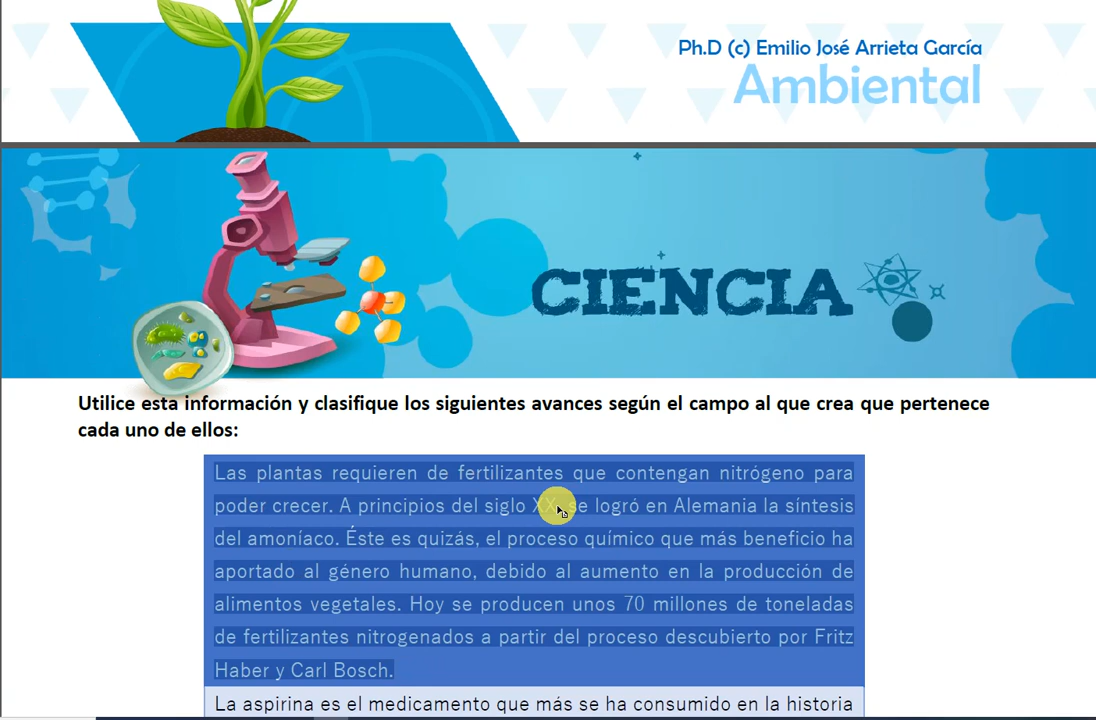 Ph.D (c) Emilio José Arrieta García
Ambiental
CIENCIA
Utilice esta información y clasifique los siguientes avances según el campo al que crea que pertenece
cada uno de ellos:
Las plantas requieren de fertilizantes que contengan nitrógeno para
poder crecer. A principios del siglo XX, se logró en Alemania la síntesis
del amoníaco. Éste es quizás, el proceso químico que más beneficio ha
aportado al género humano, debido al aumento en la producción de
alimentos vegetales. Hoy se producen unos 70 millones de toneladas
de fertilizantes nitrogenados a partir del proceso descubierto por Fritz
Haber y Carl Bosch.
La aspirina es el medicamento que más se ha consumido en la historia